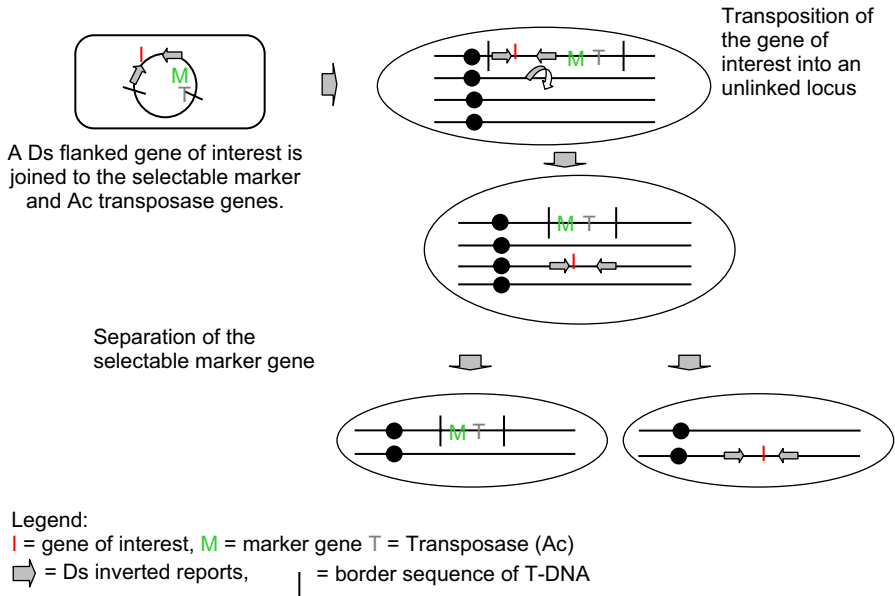 I
M
T
A Ds flanked gene of interest is
joined to the selectable marker
and Ac transposase genes.
I M T
Transposition of
the gene of
interest into an
unlinked locus
M T
I
Separation of the
selectable marker gene
M T
I
Legend:
I = gene of interest, M = marker gene T = Transposase (Ac)
= Ds inverted reports, = border sequence of T-DNA